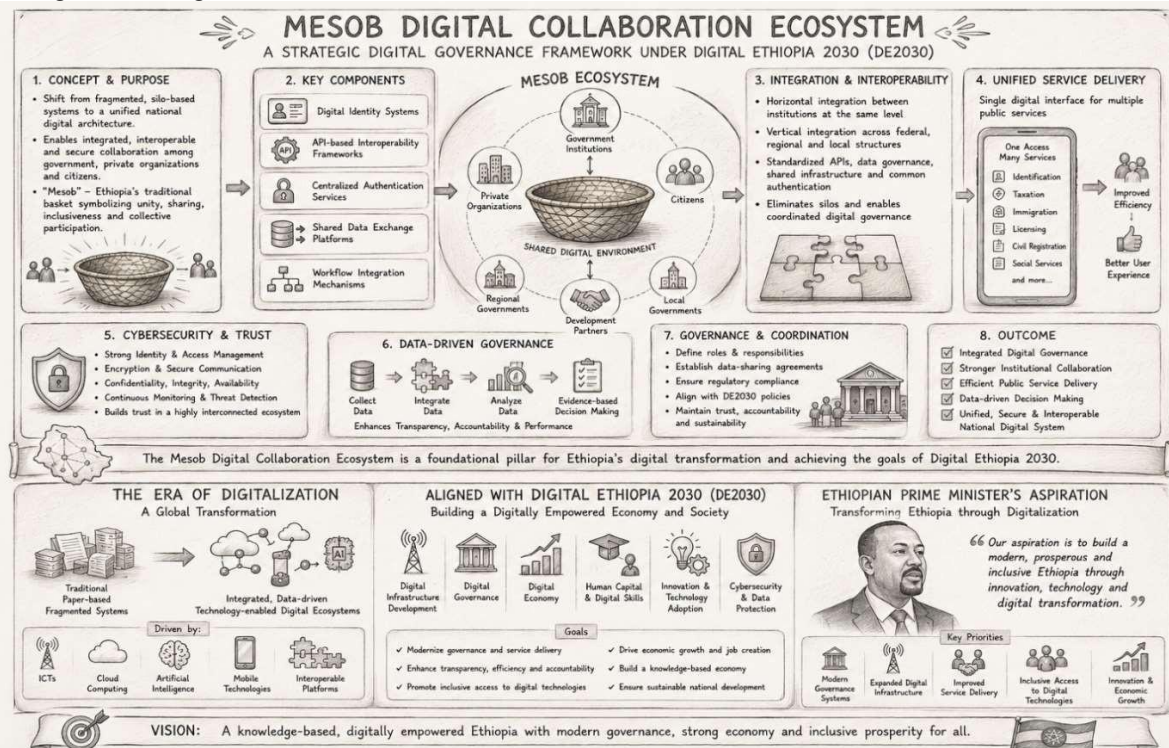 MESOB DIGITAL COLLABORATION ECOSYSTEM
A STRATEGIC DIGITAL GOVERNANCE FRAMEWORK UNDER DIGITAL ETHIOPIA 2030 (DE2030)
1. CONCEPT & PURPOSE
• Shift from fragmented, silo-based
systems to a unified national
digital architecture.
• Enables integrated, interoperable
and secure collaboration among
government, private organizations
and citizens.
• "Mesob" – Ethiopia's traditional
basket symbolizing unity, sharing,
inclusiveness and collective
participation.
2. KEY COMPONENTS
Digital Identity Systems
API
API-based Interoperability
Frameworks
Centralized Authentication
Services
Shared Data Exchange
Platforms
Workflow Integration
Mechanisms
MESOB ECOSYSTEM
Government
Institutions
Private
Organizations
Citizens
SHARED DIGITAL ENVIRONMENT
Regional
Governments
Local
Governments
Development
Partners
3. INTEGRATION & INTEROPERABILITY
• Horizontal integration between
institutions at the same level
• Vertical integration across federal,
regional and local structures
• Standardized APIs, data governance,
shared infrastructure and common
authentication
• Eliminates silos and enables
coordinated digital governance
4. UNIFIED SERVICE DELIVERY
Single digital interface for multiple
public services
One Access
Many Services
Identification
Taxation
Immigration
Licensing
Civil Registration
Social Services
and more...
Improved
Efficiency
Better User
Experience
5. CYBERSECURITY & TRUST
• Strong Identity & Access Management
• Encryption & Secure Communication
• Confidentiality, Integrity, Availability
• Continuous Monitoring & Threat Detection
• Builds trust in a highly interconnected ecosystem
6. DATA-DRIVEN GOVERNANCE
Collect
Data
Integrate
Data
Analyze
Data
Evidence-based
Decision Making
Enhances Transparency, Accountability & Performance
7. GOVERNANCE & COORDINATION
• Define roles & responsibilities
• Establish data-sharing agreements
• Ensure regulatory compliance
• Align with DE2030 policies
• Maintain trust, accountability
and sustainability
8. OUTCOME
Integrated Digital Governance
Stronger Institutional Collaboration
Efficient Public Service Delivery
Data-driven Decision Making
Unified, Secure & Interoperable
National Digital System
The Mesob Digital Collaboration Ecosystem is a foundational pillar for Ethiopia's digital transformation and achieving the goals of Digital Ethiopia 2030.
THE ERA OF DIGITALIZATION
A Global Transformation
Traditional
Paper-based
Fragmented Systems
AI
Integrated, Data-driven
Technology-enabled Digital Ecosystems
Driven by:
ICTs
Cloud
Computing
Artificial
Intelligence
Mobile
Technologies
Interoperable
Platforms
ALIGNED WITH DIGITAL ETHIOPIA 2030 (DE2030)
Building a Digitally Empowered Economy and Society
Digital
Infrastructure
Development
Digital
Governance
Digital
Economy
Human Capital
& Digital Skills
Innovation &
Technology
Adoption
Cybersecurity
& Data
Protection
Goals
✓ Modernize governance and service delivery
✓ Enhance transparency, efficiency and accountability
✓ Promote inclusive access to digital technologies
✓ Drive economic growth and job creation
✓ Build a knowledge-based economy
✓ Ensure sustainable national development
ETHIOPIAN PRIME MINISTER'S ASPIRATION
Transforming Ethiopia through Digitalization
“Our aspiration is to build a
modern, prosperous and
inclusive Ethiopia through
innovation, technology and
digital transformation.”
Key Priorities
Modern
Governance
Systems
Expanded Digital
Infrastructure
Improved
Service Delivery
Inclusive Access
to Digital
Technologies
Innovation &
Economic
Growth
VISION: A knowledge-based, digitally empowered Ethiopia with modern governance, strong economy and inclusive prosperity for all.